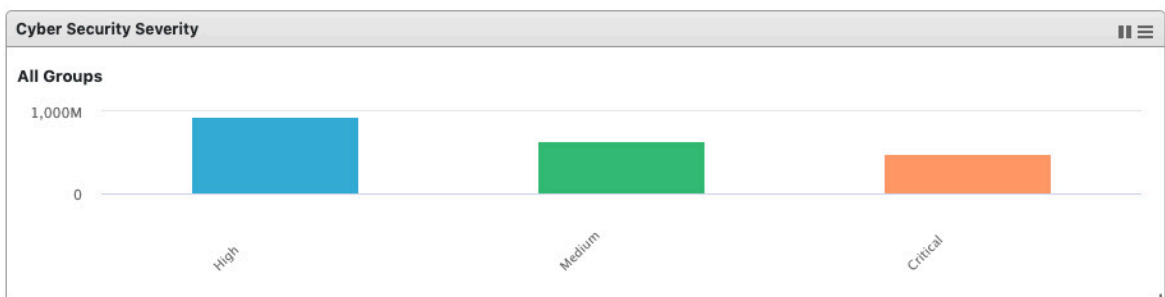 Cyber Security Severity
All Groups
1,000M
0
High
Medium
Critical